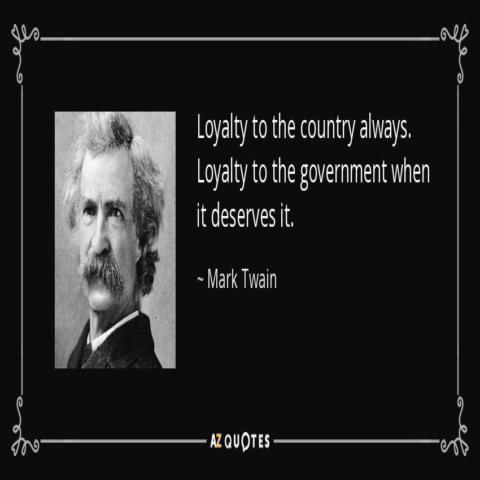 Loyalty to the country always.
Loyalty to the government when
it deserves it.
~ Mark Twain
AZ QUOTES